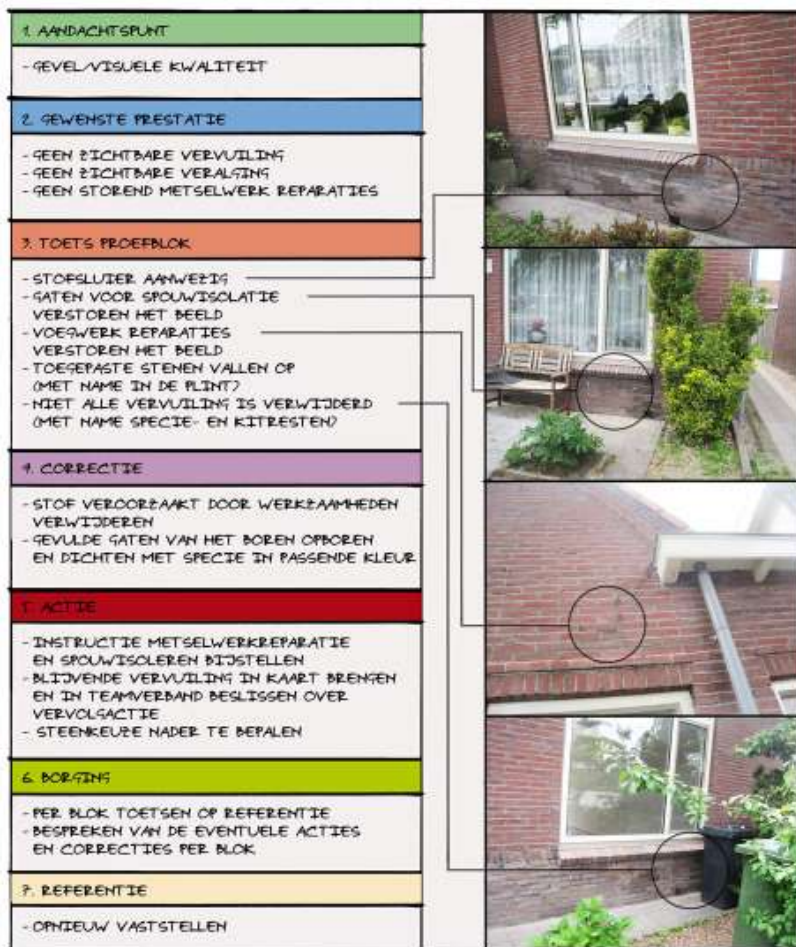 1. AANDACHTSPUNT
- GEVEL/VISUELE KWALITEIT
2. GEWENSTE PRESTATIE
- GEEN ZICHTBARE VERVUILING
- GEEN ZICHTBARE VERALGING
- GEEN STOREND METSELWERK REPARATIES
3. TOETS PROEFBLOK
- STOFSLUIER AANWEZIG
- GATEN VOOR SPOUWISOLATIE
VERSTOREN HET BEELD
- VOEGWERK REPARATIES
VERSTOREN HET BEELD
- TOEGEPASTE STENEN VALLEN OP
(MET NAME IN DE PLINT)
- NIET ALLE VERVUILING IS VERWIJDERD
(MET NAME SPECIE- EN KITRESTEN)
4. CORRECTIE
- STOF VEROORZAAKT DOOR WERKZAAMHEDEN
VERWIJDEREN
- GEVULDE GATEN VAN HET BOREN OPBOREN
EN DICHTEN MET SPECIE IN PASSENDE KLEUR
5. ACTIE
- INSTRUCTIE METSELWERKREPARATIE
EN SPOUWISOLEREN BIJSTELLEN
- BLIJVENDE VERVUILING IN KAART BRENGEN
EN IN TEAMVERBAND BESLISSEN OVER
VERVOLGACTIE
- STEENKEUZE NADER TE BEPALEN
6. BORGING
- PER BLOK TOETSEN OP REFERENTIE
- BESPREKEN VAN DE EVENTUELE ACTIES
EN CORRECTIES PER BLOK
7. REFERENTIE
- OPNIEUW VASTSTELLEN